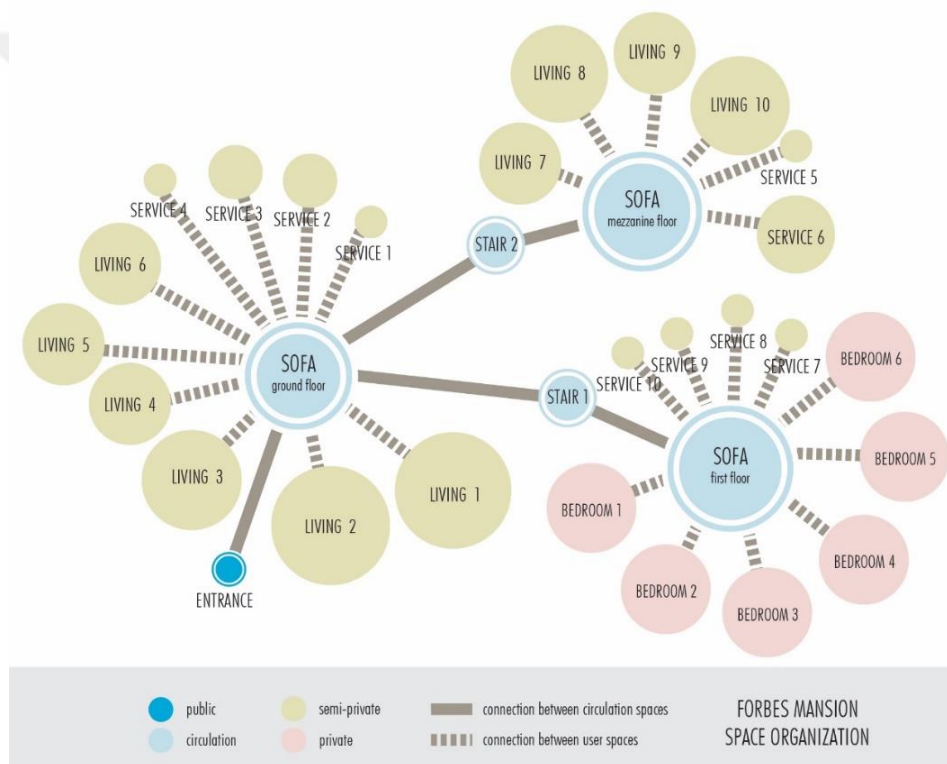 LIVING 9
LIVING 8
LIVING 10
LIVING 7
SERVICE 5
SOFA
mezzanine floor
SERVICE 6
STAIR 2
SERVICE 4
SERVICE 3
SERVICE 2
SERVICE 1
LIVING 6
LIVING 5
LIVING 4
LIVING 3
LIVING 2
LIVING 1
SOFA
ground floor
ENTRANCE
STAIR 1
SERVICE 10
SERVICE 9
SERVICE 8
SERVICE 7
BEDROOM 6
BEDROOM 5
SOFA
first floor
BEDROOM 1
BEDROOM 2
BEDROOM 3
BEDROOM 4
public
semi-private
connection between circulation spaces
circulation
private
connection between user spaces
FORBES MANSION
SPACE ORGANIZATION